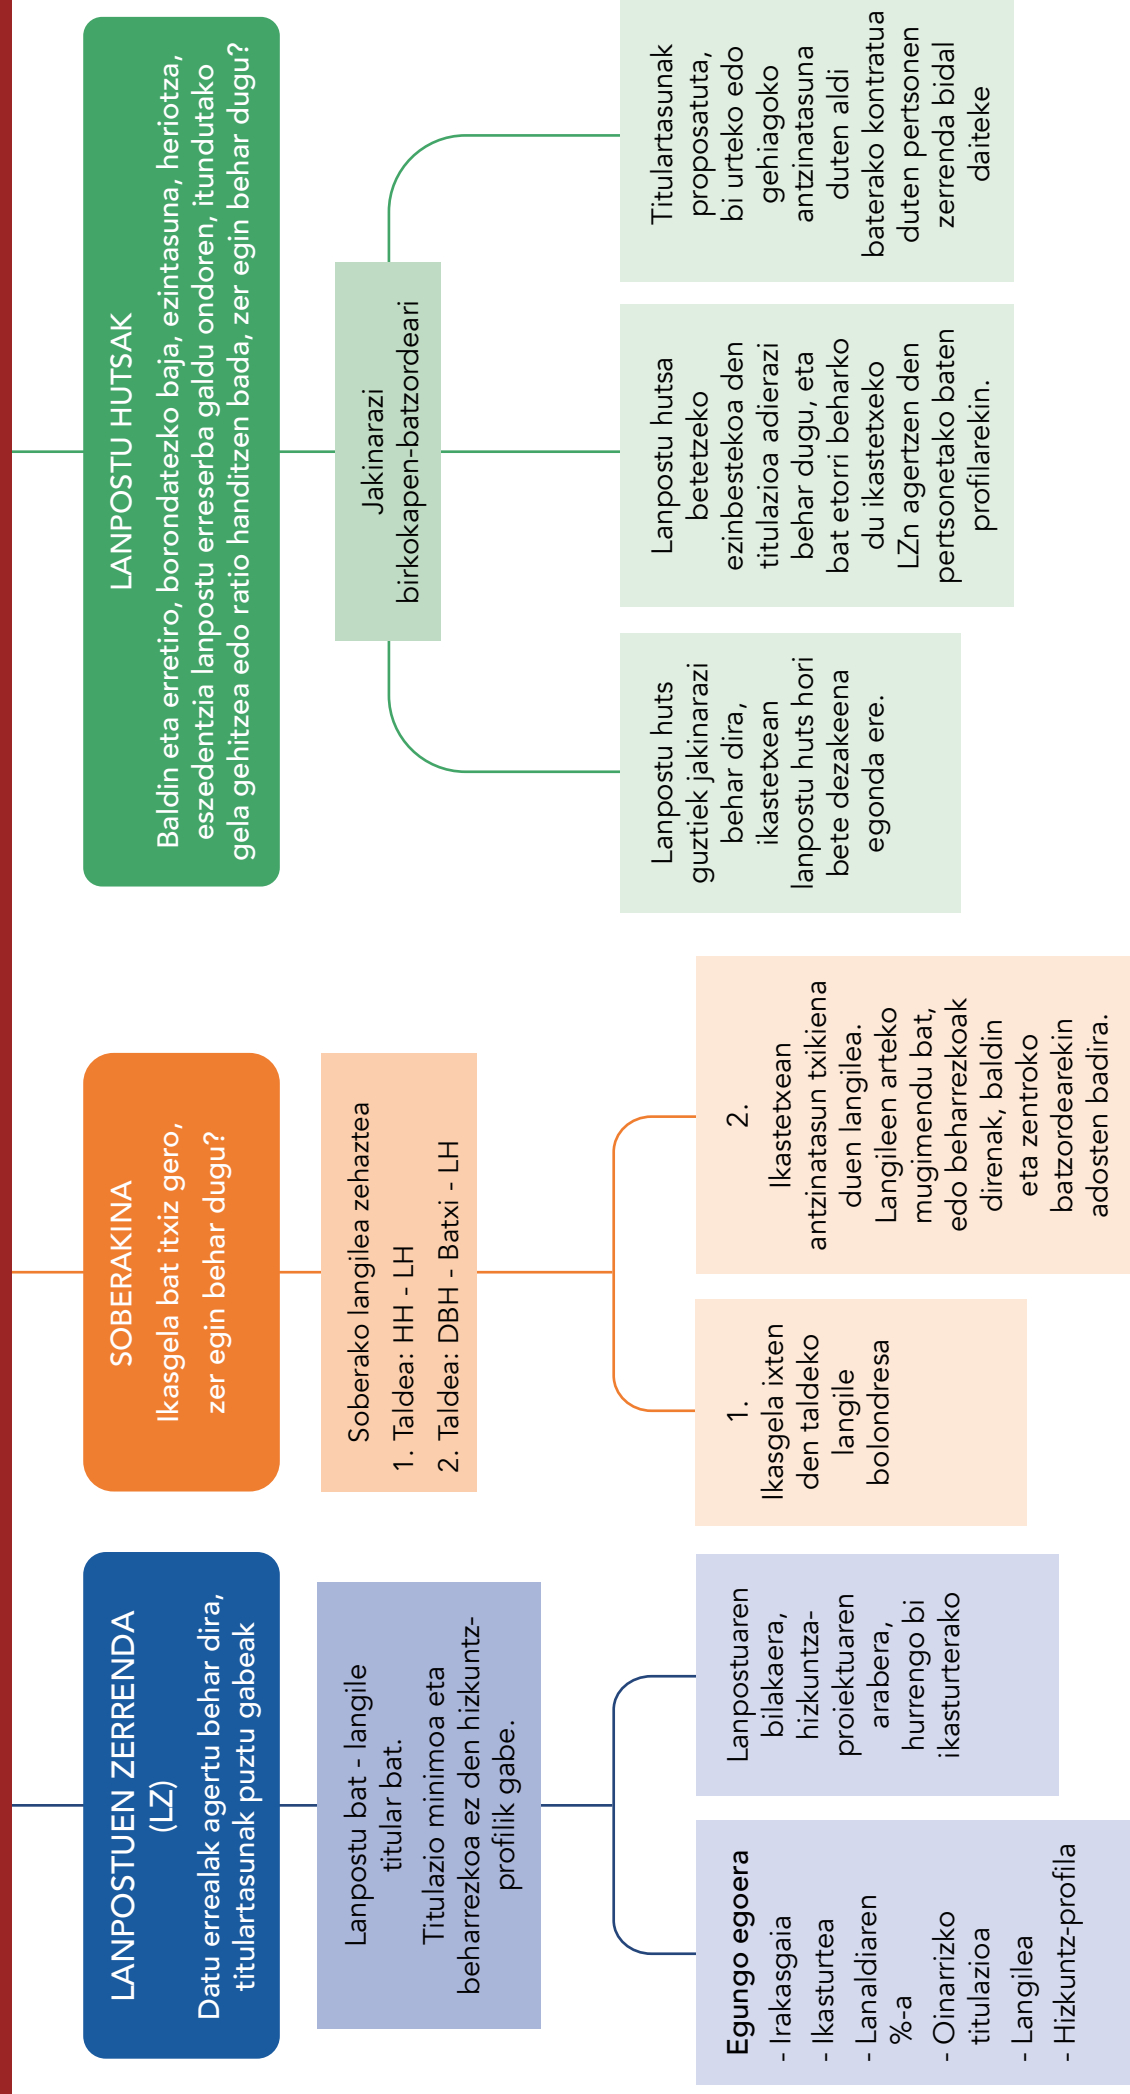 LANPOSTUEN ZERRENDA
(LZ)
Datu errealak agertu behar dira,
titulartasunak puztu gabeak
Lanpostu bat - langile
titular bat.
Titulazio minimoa eta
beharrezkoa ez den hizkuntz-
profilik gabe.
Egungo egoera
- Irakasgaia
- Ikasturtea
- Lanaldiaren
%-a
- Oinarrizko
titulazioa
- Langilea
- Hizkuntz-profila
Lanpostuaren
bilakaera,
hizkuntza-
proiektuaren
arabera,
hurrengo bi
ikasturterako
SOBERAKINA
Ikasgela bat itxiz gero,
zer egin behar dugu?
Soberako langilea zehaztea
1. Taldea: HH - LH
2. Taldea: DBH - Batxi - LH
1.
Ikasgela ixten
den taldeko
langile
bolondresa
2.
Ikastetxean
antzinatasun txikiena
duen langilea.
Langileen arteko
mugimendu bat,
edo beharrezkoak
direnak, baldin
eta zentroko
batzordearekin
adosten badira.
LANPOSTU HUTSAK
Baldin eta erretiro, borondatezko baja, ezintasuna, heriotza,
eszedentzia lanpostu erreserba galdu ondoren, itundutako
gela gehitzea edo ratio handitzen bada, zer egin behar dugu?
Jakinarazi
birkokapen-batzordeari
Lanpostu huts
guztiek jakinarazi
behar dira,
ikastetxean
lanpostu huts hori
bete dezakeena
egonda ere.
Lanpostu hutsa
betetzeko
ezinbestekoa den
titulazioa adierazi
behar dugu, eta
bat etorri beharko
du ikastetxeko
LZn agertzen den
pertsonetako baten
profilarekin.
Titulartasunak
proposatuta,
bi urteko edo
gehiagoko
antzinatasuna
duten aldi
baterako kontratua
duten pertsonen
zerrenda bidal
daiteke